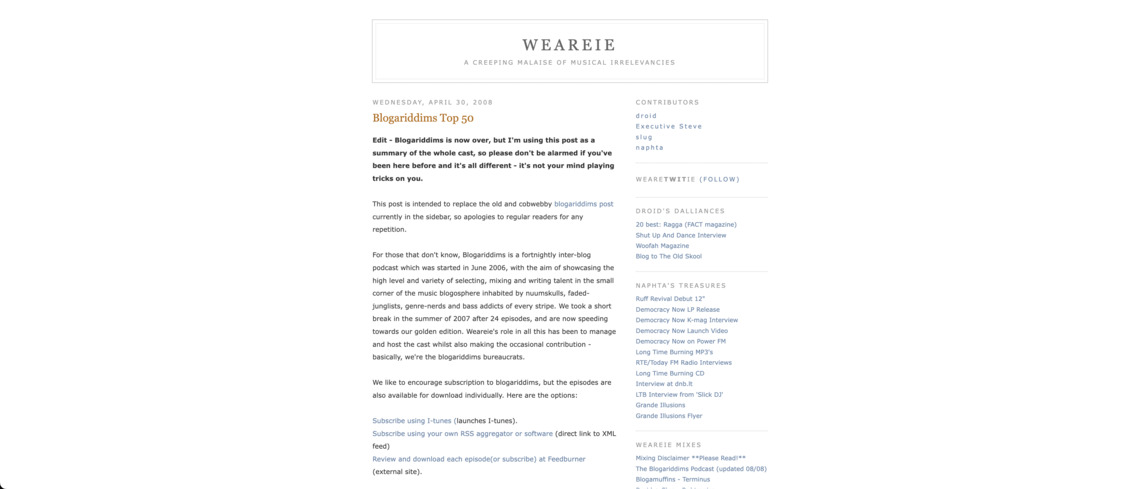 WEAREIE
A CREEPING MALAISE OF MUSICAL IRRELEVANCIES
WEDNESDAY, APRIL 30, 2008
Blogariddims Top 50
Edit - Blogariddims is now over, but I'm using this post as a
summary of the whole cast, so please don't be alarmed if you've
been here before and it's all different - it's not your mind playing
tricks on you.
This post is intended to replace the old and cobwebby blogariddims post
currently in the sidebar, so apologies to regular readers for any
repetition.
For those that don't know, Blogariddims is a fortnightly inter-blog
podcast which was started in June 2006, with the aim of showcasing the
high level and variety of selecting, mixing and writing talent in the small
corner of the music blogosphere inhabited by nuumskulls, faded-
junglists, genre-nerds and bass addicts of every stripe. We took a short
break in the summer of 2007 after 24 episodes, and are now speeding
towards our golden edition. Weareie's role in all this has been to manage
and host the cast whilst also making the occasional contribution -
basically, we're the blogariddims bureaucrats.
We like to encourage subscription to blogariddims, but the episodes are
also available for download individually. Here are the options:
Subscribe using I-tunes (launches I-tunes).
Subscribe using your own RSS aggregator or software (direct link to XML
feed)
Review and download each episode(or subscribe) at Feedburner
(external site).
CONTRIBUTORS
droid
Executive Steve
slug
naphta
WEARETWITIE (FOLLOW)
DROID'S DALLIANCES
20 best: Ragga (FACT magazine)
Shut Up And Dance Interview
Woofah Magazine
Blog to The Old Skool
NAPHTA'S TREASURES
Ruff Revival Debut 12"
Democracy Now LP Release
Democracy Now K-mag Interview
Democracy Now Launch Video
Democracy Now on Power FM
Long Time Burning MP3's
RTE/Today FM Radio Interviews
Long Time Burning CD
Interview at dnb.lt
LTB Interview from 'Slick DJ'
Grande Illusions
Grande Illusions Flyer
WEAREIE MIXES
Mixing Disclaimer **Please Read!**
The Blogariddims Podcast (updated 08/08)
Blogamuffins - Terminus